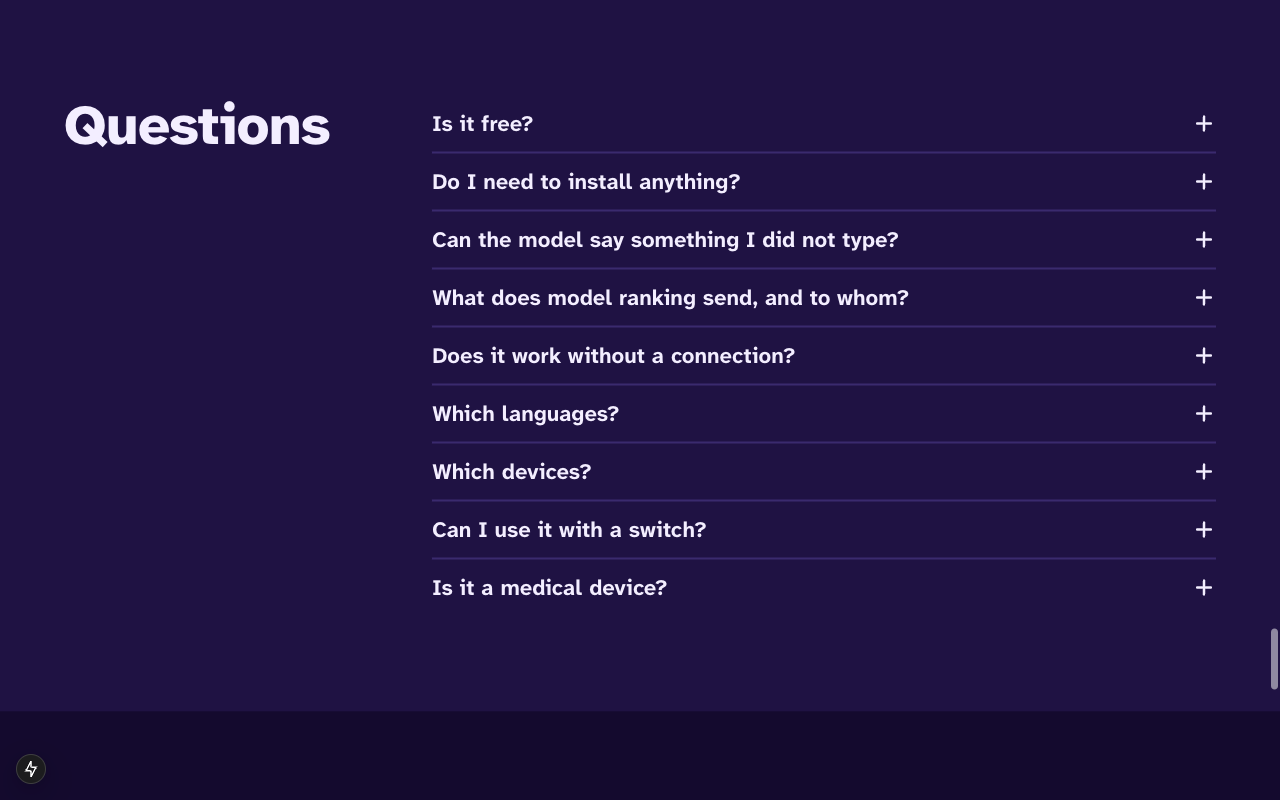 Questions
Is it free?
Do I need to install anything?
Can the model say something I did not type?
What does model ranking send, and to whom?
Does it work without a connection?
Which languages?
Which devices?
Can I use it with a switch?
Is it a medical device?